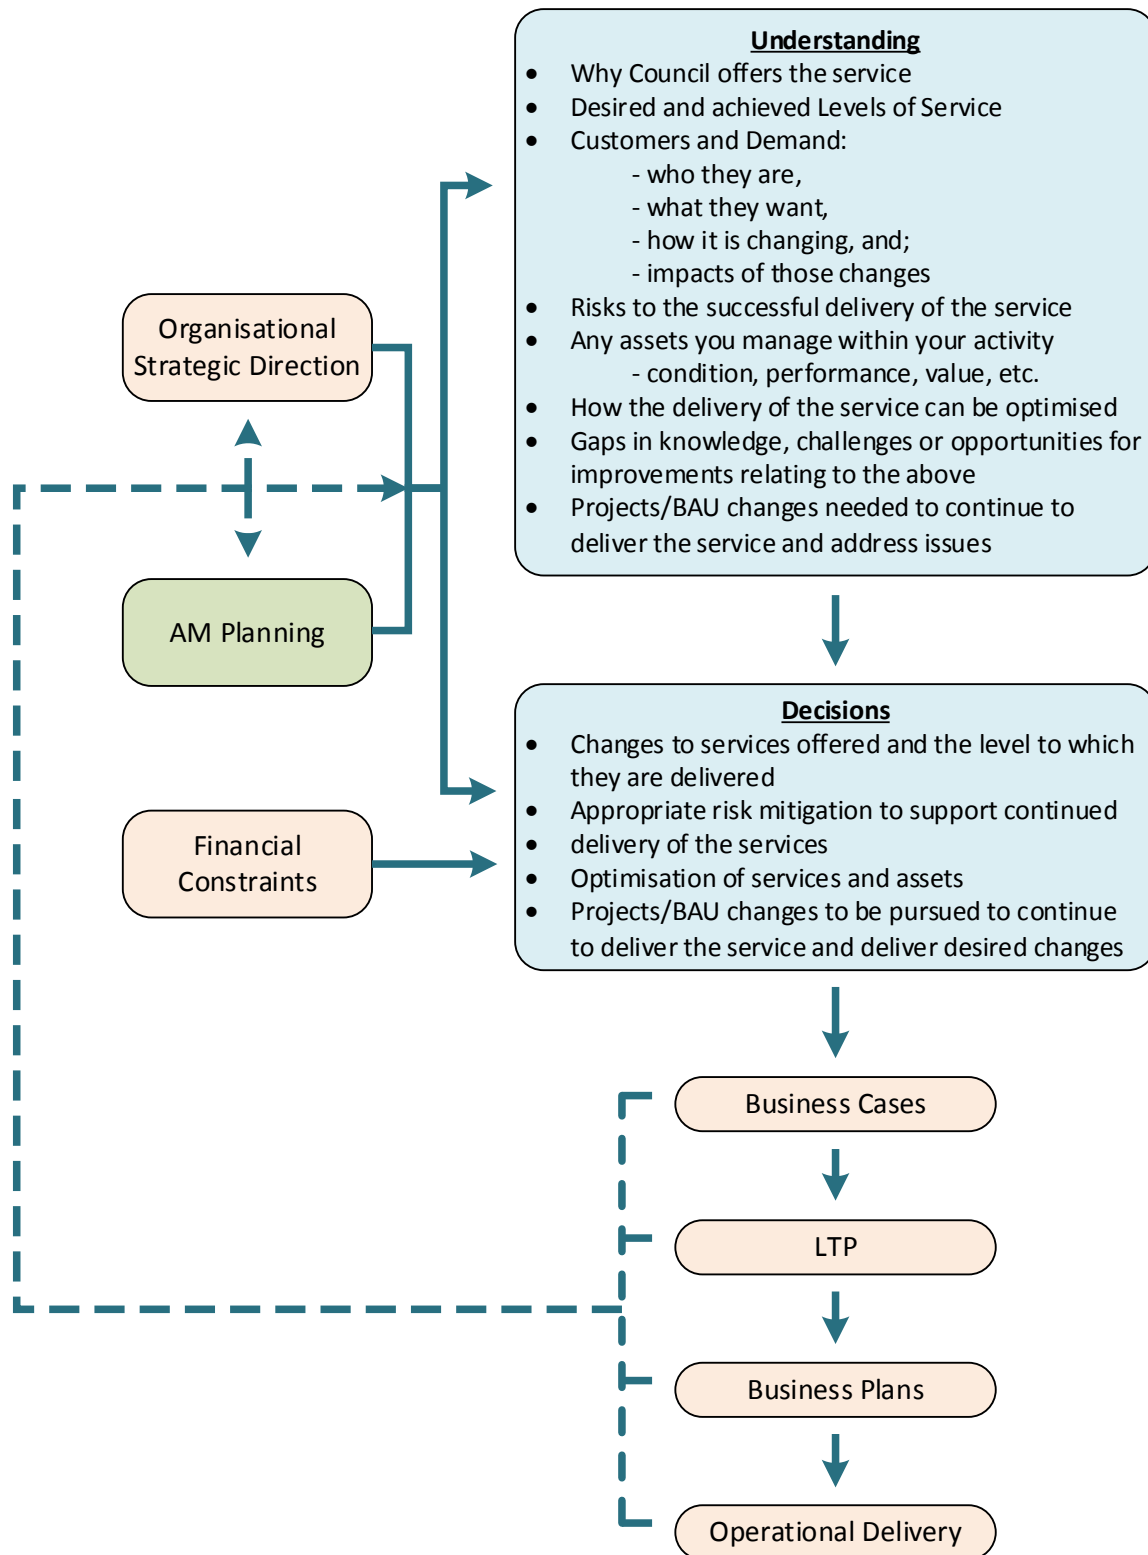 Understanding
• Why Council offers the service
• Desired and achieved Levels of Service
• Customers and Demand:
- who they are,
- what they want,
- how it is changing, and;
- impacts of those changes
• Risks to the successful delivery of the service
• Any assets you manage within your activity
- condition, performance, value, etc.
• How the delivery of the service can be optimised
• Gaps in knowledge, challenges or opportunities for
improvements relating to the above
• Projects/BAU changes needed to continue to
deliver the service and address issues
Organisational
Strategic Direction
AM Planning
Decisions
• Changes to services offered and the level to which
they are delivered
• Appropriate risk mitigation to support continued
• delivery of the services
• Optimisation of services and assets
• Projects/BAU changes to be pursued to continue
to deliver the service and deliver desired changes
Financial
Constraints
Business Cases
LTP
Business Plans
Operational Delivery